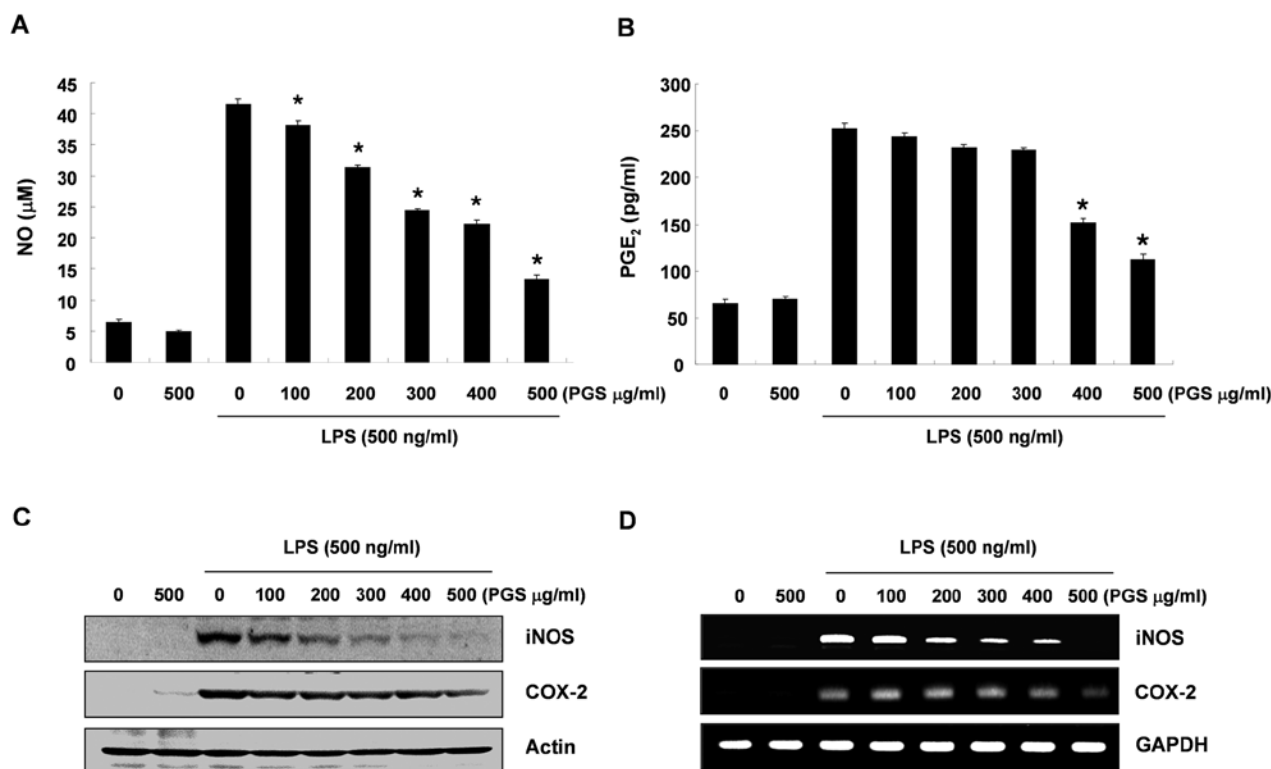 A
45
40
35
30
25
20
15
10
5
0
NO (μM)
*
*
*
*
*
0 500 0 100 200 300 400 500 (PGS μg/ml)
LPS (500 ng/ml)
B
300
250
200
150
100
50
0
PGE2 (pg/ml)
*
*
0 500 0 100 200 300 400 500 (PGS μg/ml)
LPS (500 ng/ml)
C
LPS (500 ng/ml)
0 500 0 100 200 300 400 500 (PGS μg/ml)
iNOS
COX-2
Actin
D
LPS (500 ng/ml)
0 500 0 100 200 300 400 500 (PGS μg/ml)
iNOS
COX-2
GAPDH